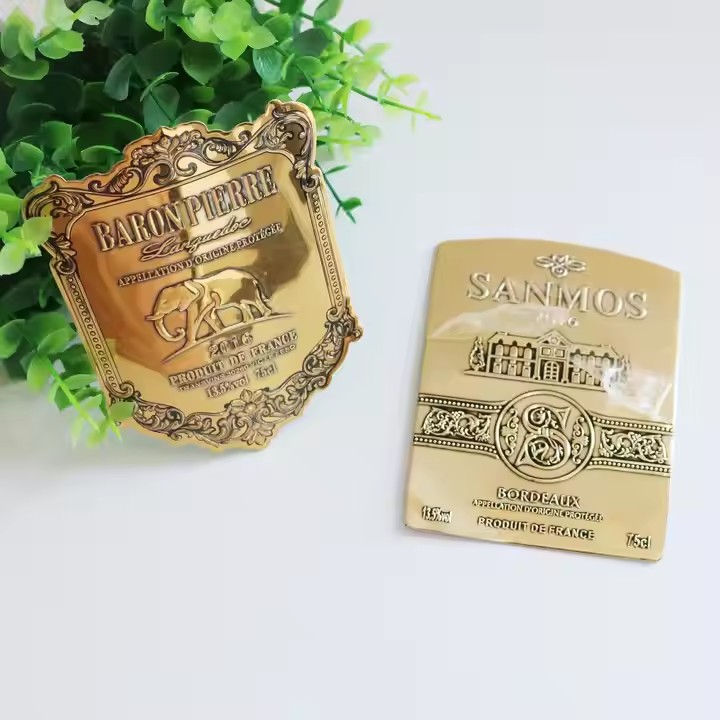 BARON PIERRE
Languedoc
APPELLATION D'ORIGINE PROTÉGÉE
2016
PRODUIT DE FRANCE
13.5%vol 75cl
SANMOS
S
BORDEAUX
APPELLATION D'ORIGINE PROTÉGÉE
13.5%vol
PRODUIT DE FRANCE
75cl